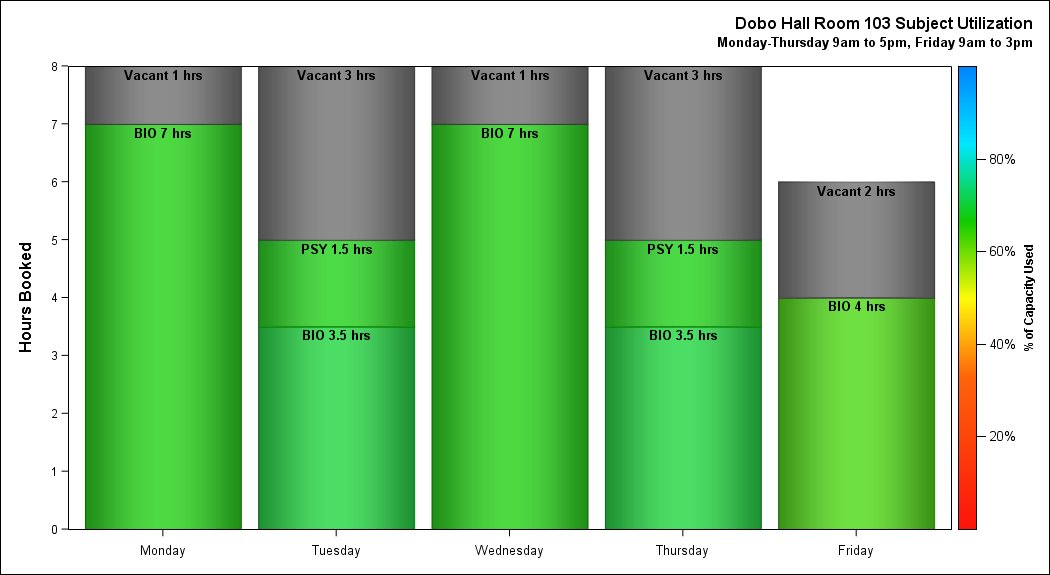 Dobo Hall Room 103 Subject Utilization
Monday-Thursday 9am to 5pm, Friday 9am to 3pm
Hours Booked
8
7
6
5
4
3
2
1
0
Vacant 1 hrs
BIO 7 hrs
Vacant 3 hrs
PSY 1.5 hrs
BIO 3.5 hrs
Vacant 1 hrs
BIO 7 hrs
Vacant 3 hrs
PSY 1.5 hrs
BIO 3.5 hrs
Vacant 2 hrs
BIO 4 hrs
Monday
Tuesday
Wednesday
Thursday
Friday
80%
60%
40%
20%
% of Capacity Used